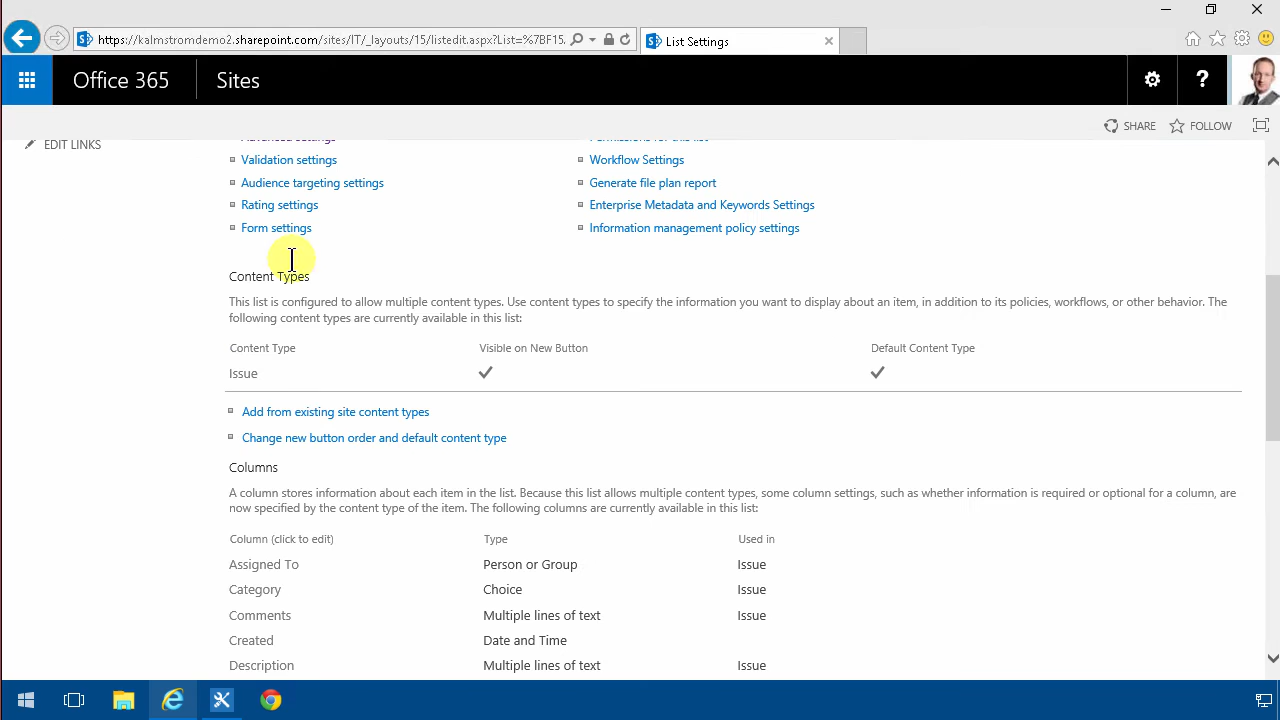 https://kalmstromdemo2.sharepoint.com/sites/IT/_layouts/15/listedit.aspx?List=%7BF15.
List Settings
Office 365
Sites
?
SHARE
FOLLOW
EDIT LINKS
Advanced settings
Permissions for this list
Validation settings
Workflow Settings
Audience targeting settings
Generate file plan report
Rating settings
Enterprise Metadata and Keywords Settings
Form settings
Information management policy settings
Content Types
This list is configured to allow multiple content types. Use content types to specify the information you want to display about an item, in addition to its policies, workflows, or other behavior. The
following content types are currently available in this list:
Content Type Visible on New Button Default Content Type
Issue
Add from existing site content types
Change new button order and default content type
Columns
A column stores information about each item in the list. Because this list allows multiple content types, some column settings, such as whether information is required or optional for a column, are
now specified by the content type of the item. The following columns are currently available in this list:
Column (click to edit) Type Used in
Assigned To Person or Group Issue
Category Choice Issue
Comments Multiple lines of text Issue
Created Date and Time
Description Multiple lines of text Issue